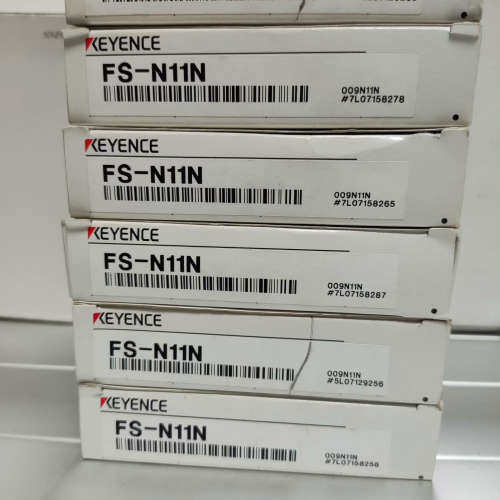 KEYENCE
FS-N11N
009N11N
#7L07158278
KEYENCE
FS-N11N
009N11N
#7L07158265
KEYENCE
FS-N11N
009N11N
#7L07158287
KEYENCE
FS-N11N
009N11N
#5L07129256
KEYENCE
FS-N11N
009N11N
#7L07158258